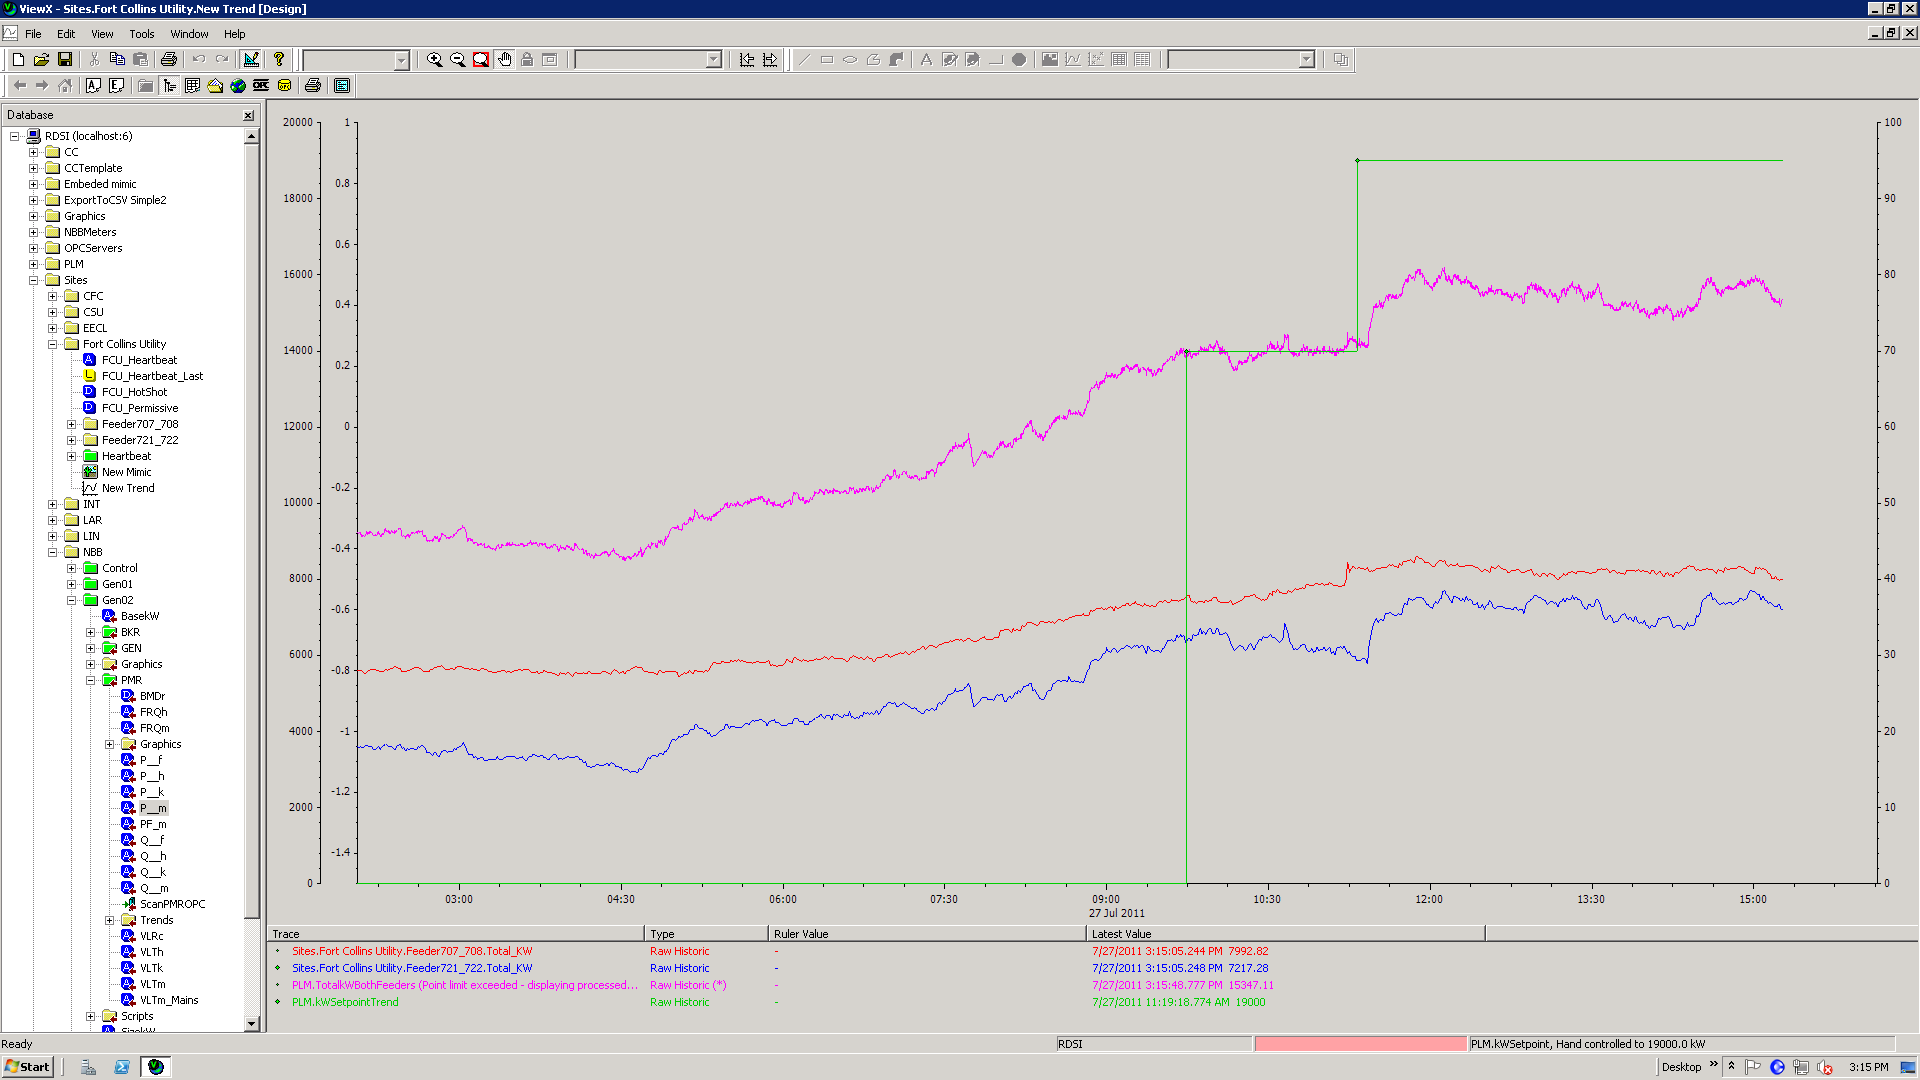 ViewX - Sites.Fort Collins Utility.New Trend [Design]
File Edit View Tools Window Help
Database
RDSI (localhost:6)
CC
CCTemplate
Embeded mimic
ExportToCSV Simple2
Graphics
NBBMeters
OPCServers
PLM
Sites
CFC
CSU
EECL
Fort Collins Utility
FCU_Heartbeat
FCU_Heartbeat_Last
FCU_HotShot
FCU_Permissive
Feeder707_708
Feeder721_722
Heartbeat
New Mimic
New Trend
INT
LAR
LIN
NBB
Control
Gen01
Gen02
BasekW
BKR
GEN
Graphics
PMR
BMDr
FRQh
FRQm
Graphics
P__f
P__h
P__k
P__m
PF_m
Q__f
Q__h
Q__k
Q__m
ScanPMROPC
Trends
VLRc
VLTh
VLTk
VLTm
VLTm_Mains
Scripts
20000
18000
16000
14000
12000
10000
8000
6000
4000
2000
0
1
0.8
0.6
0.4
0.2
0
-0.2
-0.4
-0.6
-0.8
-1
-1.2
-1.4
100
90
80
70
60
50
40
30
20
10
0
03:00 04:30 06:00 07:30 09:00 10:30 12:00 13:30 15:00
27 Jul 2011
Trace Type Ruler Value Latest Value
Sites.Fort Collins Utility.Feeder707_708.Total_KW Raw Historic - 7/27/2011 3:15:05.244 PM 7992.82
Sites.Fort Collins Utility.Feeder721_722.Total_KW Raw Historic - 7/27/2011 3:15:05.248 PM 7217.28
PLM.TotalkWBothFeeders (Point limit exceeded - displaying processed... Raw Historic (*) - 7/27/2011 3:15:48.777 PM 15347.11
PLM.kWSetpointTrend Raw Historic - 7/27/2011 11:19:18.774 AM 19000
Ready RDSI PLM.kWSetpoint, Hand controlled to 19000.0 kW
Start Desktop 3:15 PM